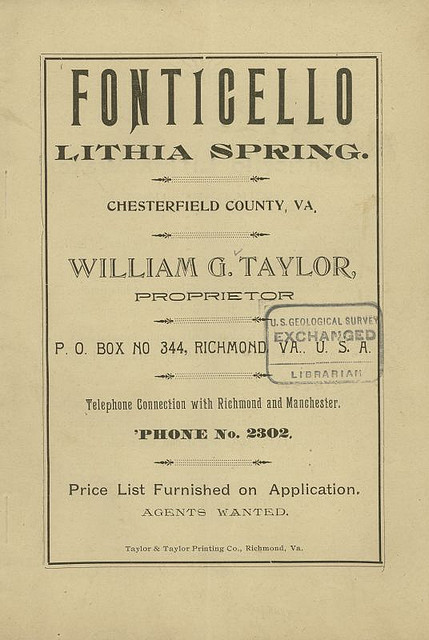 FONTICELLO
LITHIA SPRING.
CHESTERFIELD COUNTY, VA.
WILLIAM G. TAYLOR,
PROPRIETOR
P. O. BOX NO 344, RICHMOND, VA.. U. S. A.
U.S. GEOLOGICAL SURVEY
EXCHANGED
LIBRARIAN
Telephone Connection with Richmond and Manchester.
'PHONE No. 2302.
Price List Furnished on Application.
AGENTS WANTED.
Taylor & Taylor Printing Co., Richmond, Va.